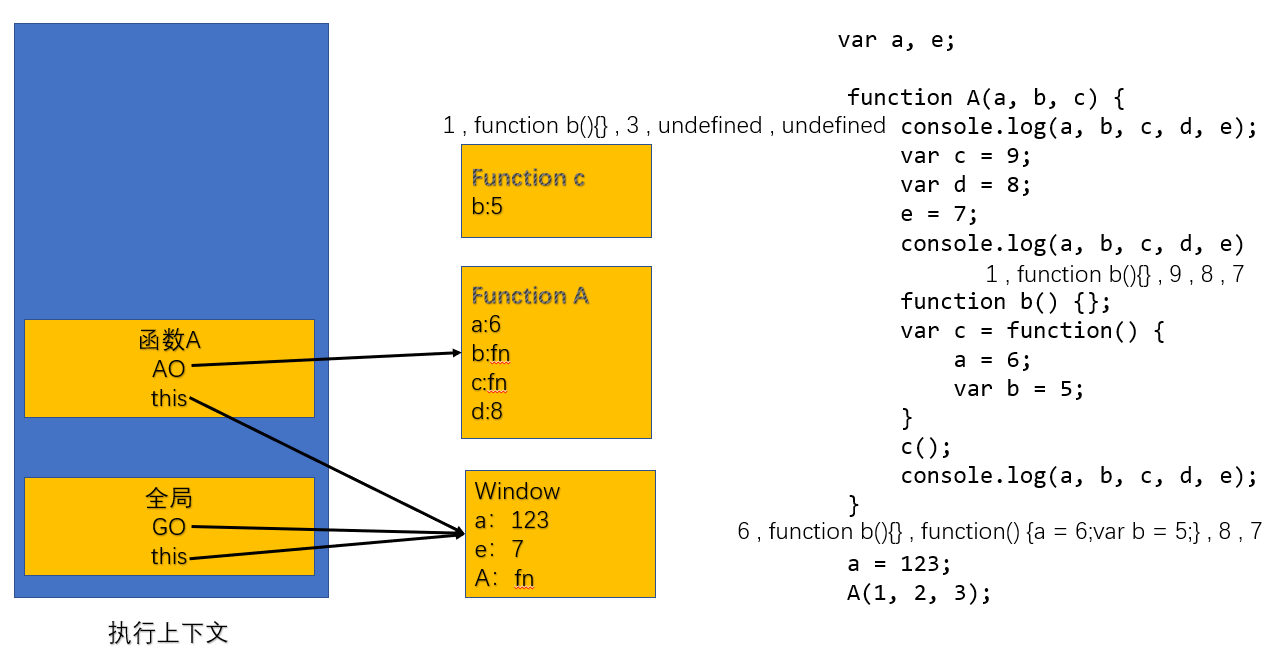 函数A
AO
this
全局
GO
this
执行上下文
Function c
b:5
Function A
a:6
b:fn
c:fn
d:8
Window
a： 123
e： 7
A： fn
var a, e;
function A(a, b, c) {
1 , function b(){} , 3 , undefined , undefined
console.log(a, b, c, d, e);
var c = 9;
var d = 8;
e = 7;
console.log(a, b, c, d, e)
1 , function b(){} , 9 , 8 , 7
function b() {};
var c = function() {
a = 6;
var b = 5;
}
c();
console.log(a, b, c, d, e);
}
6 , function b(){} , function() {a = 6;var b = 5;} , 8 , 7
a = 123;
A(1, 2, 3);